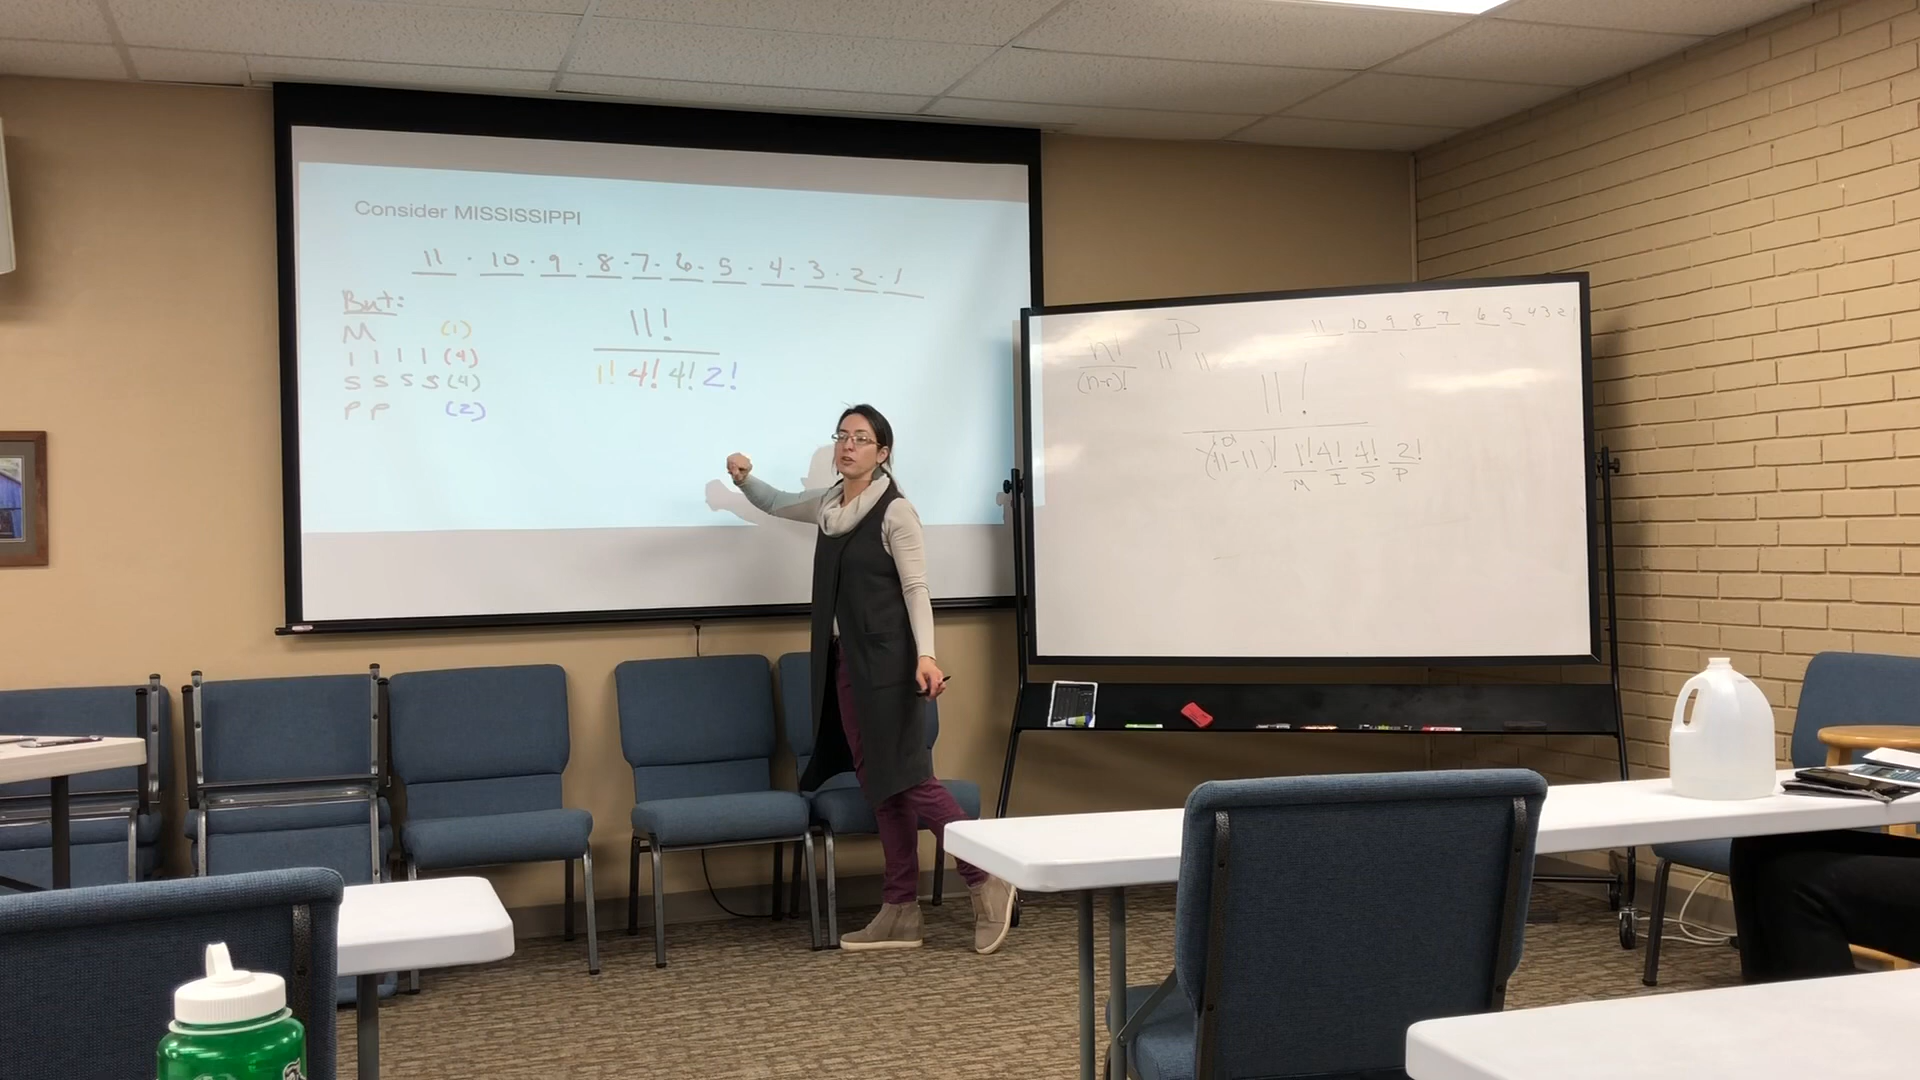 Consider MISSISSIPPI
11 · 10 · 9 · 8 · 7 · 6 · 5 · 4 · 3 · 2 · 1
But:
M (1)
I I I I (4)
S S S S (4)
P P (2)
11!
1! 4! 4! 2!
11 10 9 8 7 6 5 4 3 2 1
n!
(n-r)!
11 P 11
11!
0
(11-11)! 1! 4! 4! 2!
M I S P